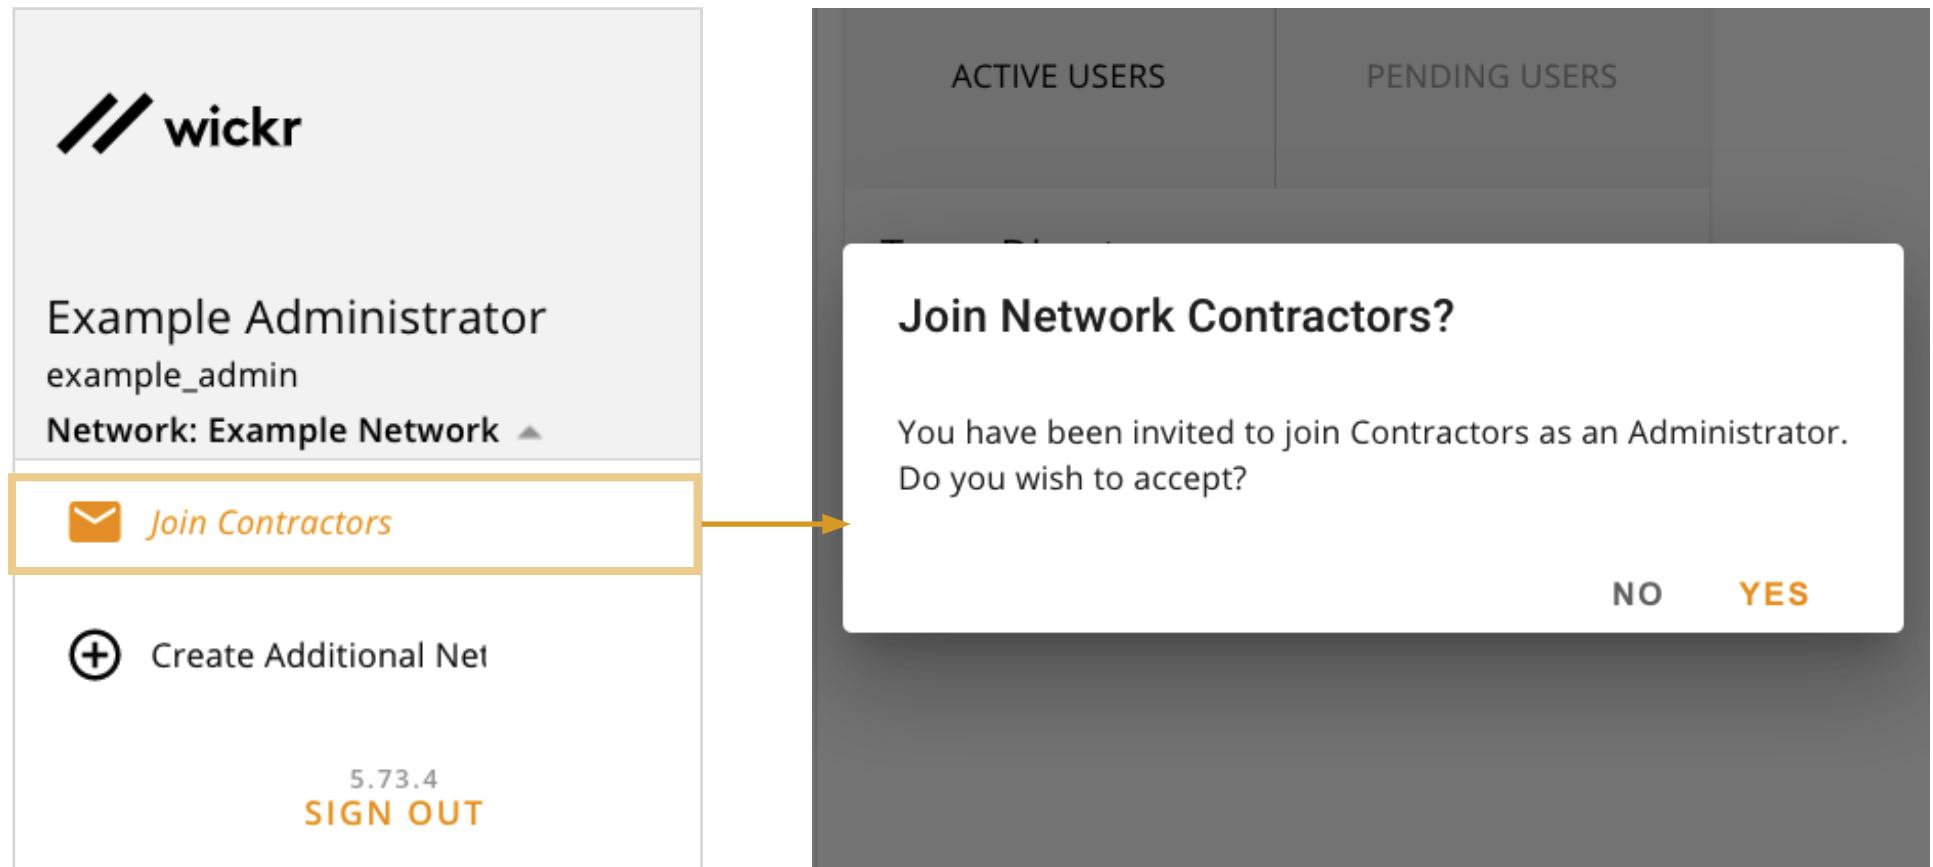 wickr
Example Administrator
example_admin
Network: Example Network
Join Contractors
Create Additional Net
5.73.4
SIGN OUT
ACTIVE USERS
PENDING USERS
Join Network Contractors?
You have been invited to join Contractors as an Administrator.
Do you wish to accept?
NO
YES